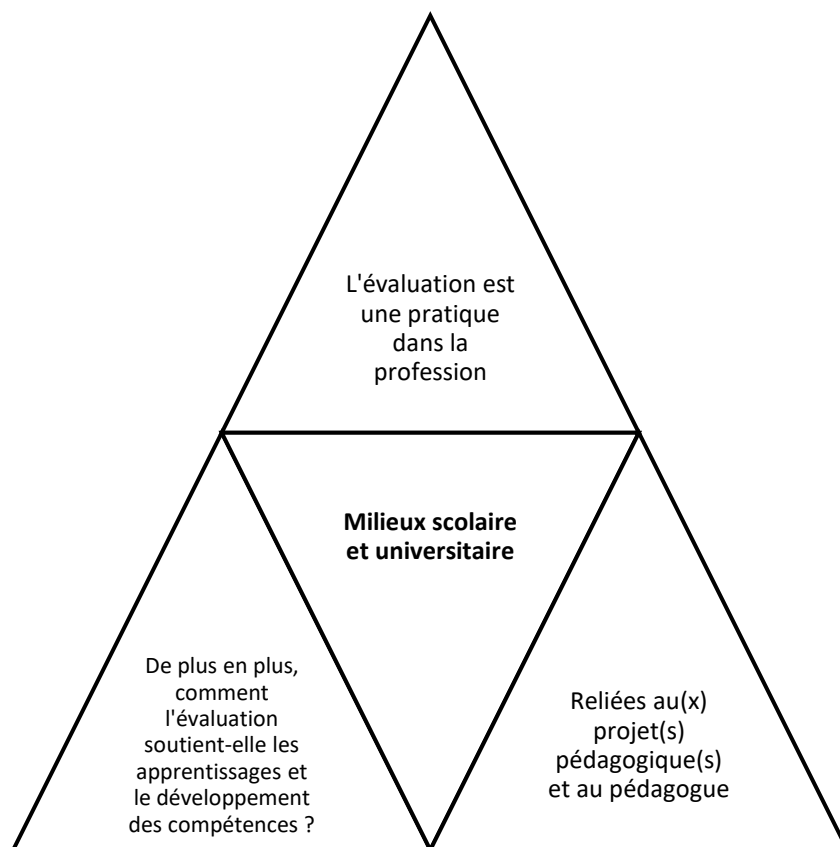 L'évaluation est
une pratique
dans la
profession
Milieux scolaire
et universitaire
De plus en plus,
comment
l'évaluation
soutient-elle les
apprentissages et
le développement
des compétences ?
Reliées au(x)
projet(s)
pédagogique(s)
et au pédagogue